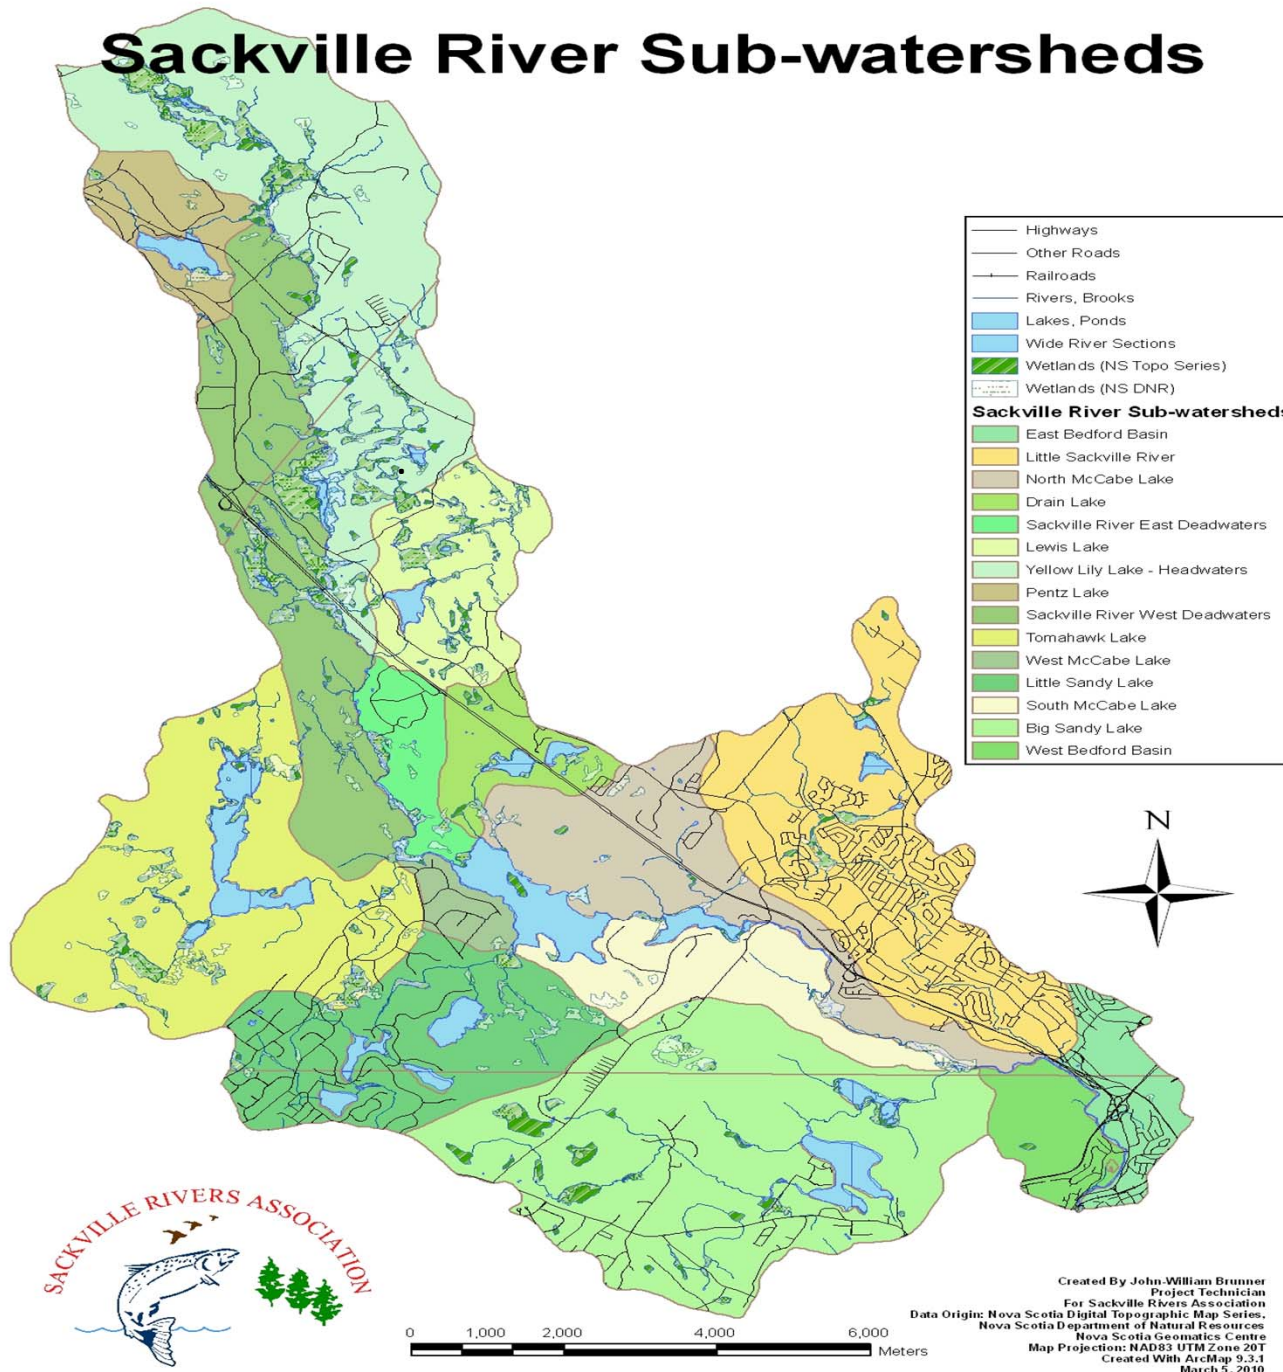 Sackville River Sub-watersheds
Highways
Other Roads
Railroads
Rivers, Brooks
Lakes, Ponds
Wide River Sections
Wetlands (NS Topo Series)
Wetlands (NS DNR)
Sackville River Sub-watersheds
East Bedford Basin
Little Sackville River
North McCabe Lake
Drain Lake
Sackville River East Deadwaters
Lewis Lake
Yellow Lily Lake - Headwaters
Pentz Lake
Sackville River West Deadwaters
Tomahawk Lake
West McCabe Lake
Little Sandy Lake
South McCabe Lake
Big Sandy Lake
West Bedford Basin
N
SACKVILLE RIVERS ASSOCIATION
0 1,000 2,000 4,000 6,000
Meters
Created By John-William Brunner
Project Technician
For Sackville Rivers Association
Data Origin: Nova Scotia Digital Topographic Map Series,
Nova Scotia Department of Natural Resources
Nova Scotia Geomatics Centre
Map Projection: NAD83 UTM Zone 20T
Created With ArcMap 9.3.1
March 5, 2010